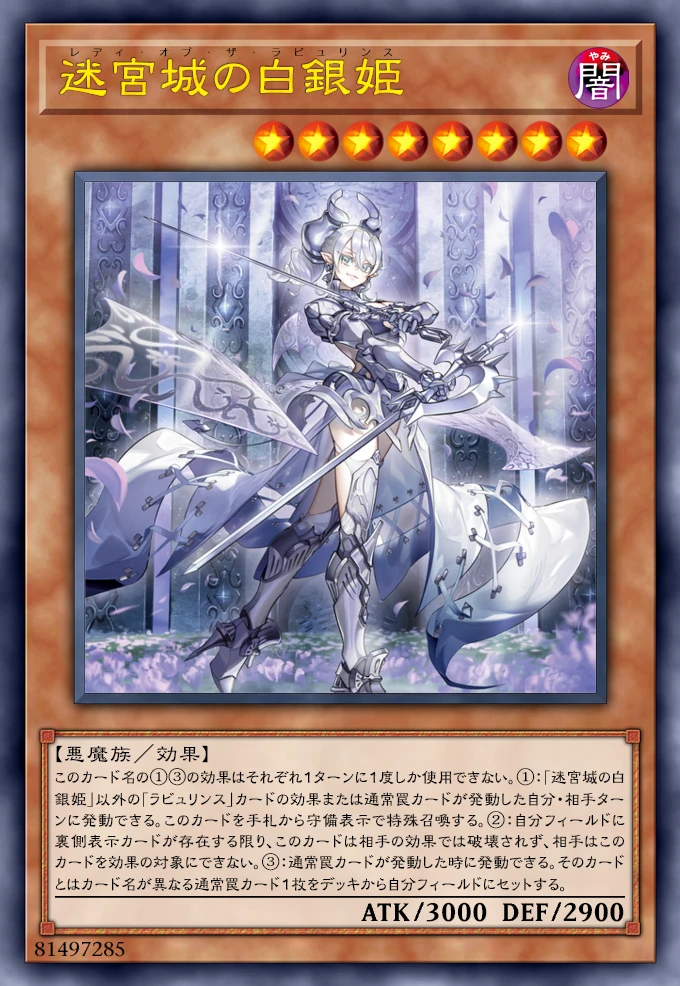 レディ・オブ・ザ・ラビュリンス
迷宮城の白銀姫
やみ
闇
【悪魔族／効果】
このカード名の①③の効果はそれぞれ1ターンに1度しか使用できない。①：「迷宮城の白
銀姫」以外の「ラビュリンス」カードの効果または通常罠カードが発動した自分・相手ター
ンに発動できる。このカードを手札から守備表示で特殊召喚する。②：自分フィールドに
裏側表示カードが存在する限り、このカードは相手の効果では破壊されず、相手はこの
カードを効果の対象にできない。③：通常罠カードが発動した時に発動できる。そのカード
とはカード名が異なる通常罠カード1枚をデッキから自分フィールドにセットする。
ATK/3000 DEF/2900
81497285